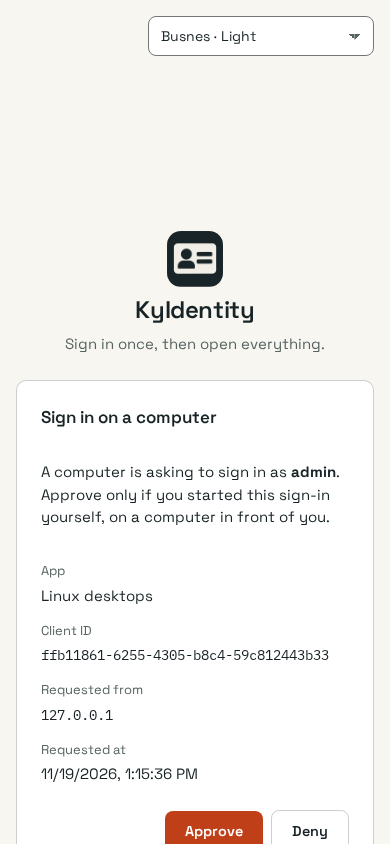 Busnes · Light
KyIdentity
Sign in once, then open everything.
Sign in on a computer
A computer is asking to sign in as admin.
Approve only if you started this sign-in
yourself, on a computer in front of you.
App
Linux desktops
Client ID
ffb11861-6255-4305-b8c4-59c812443b33
Requested from
127.0.0.1
Requested at
11/19/2026, 1:15:36 PM
Approve
Deny